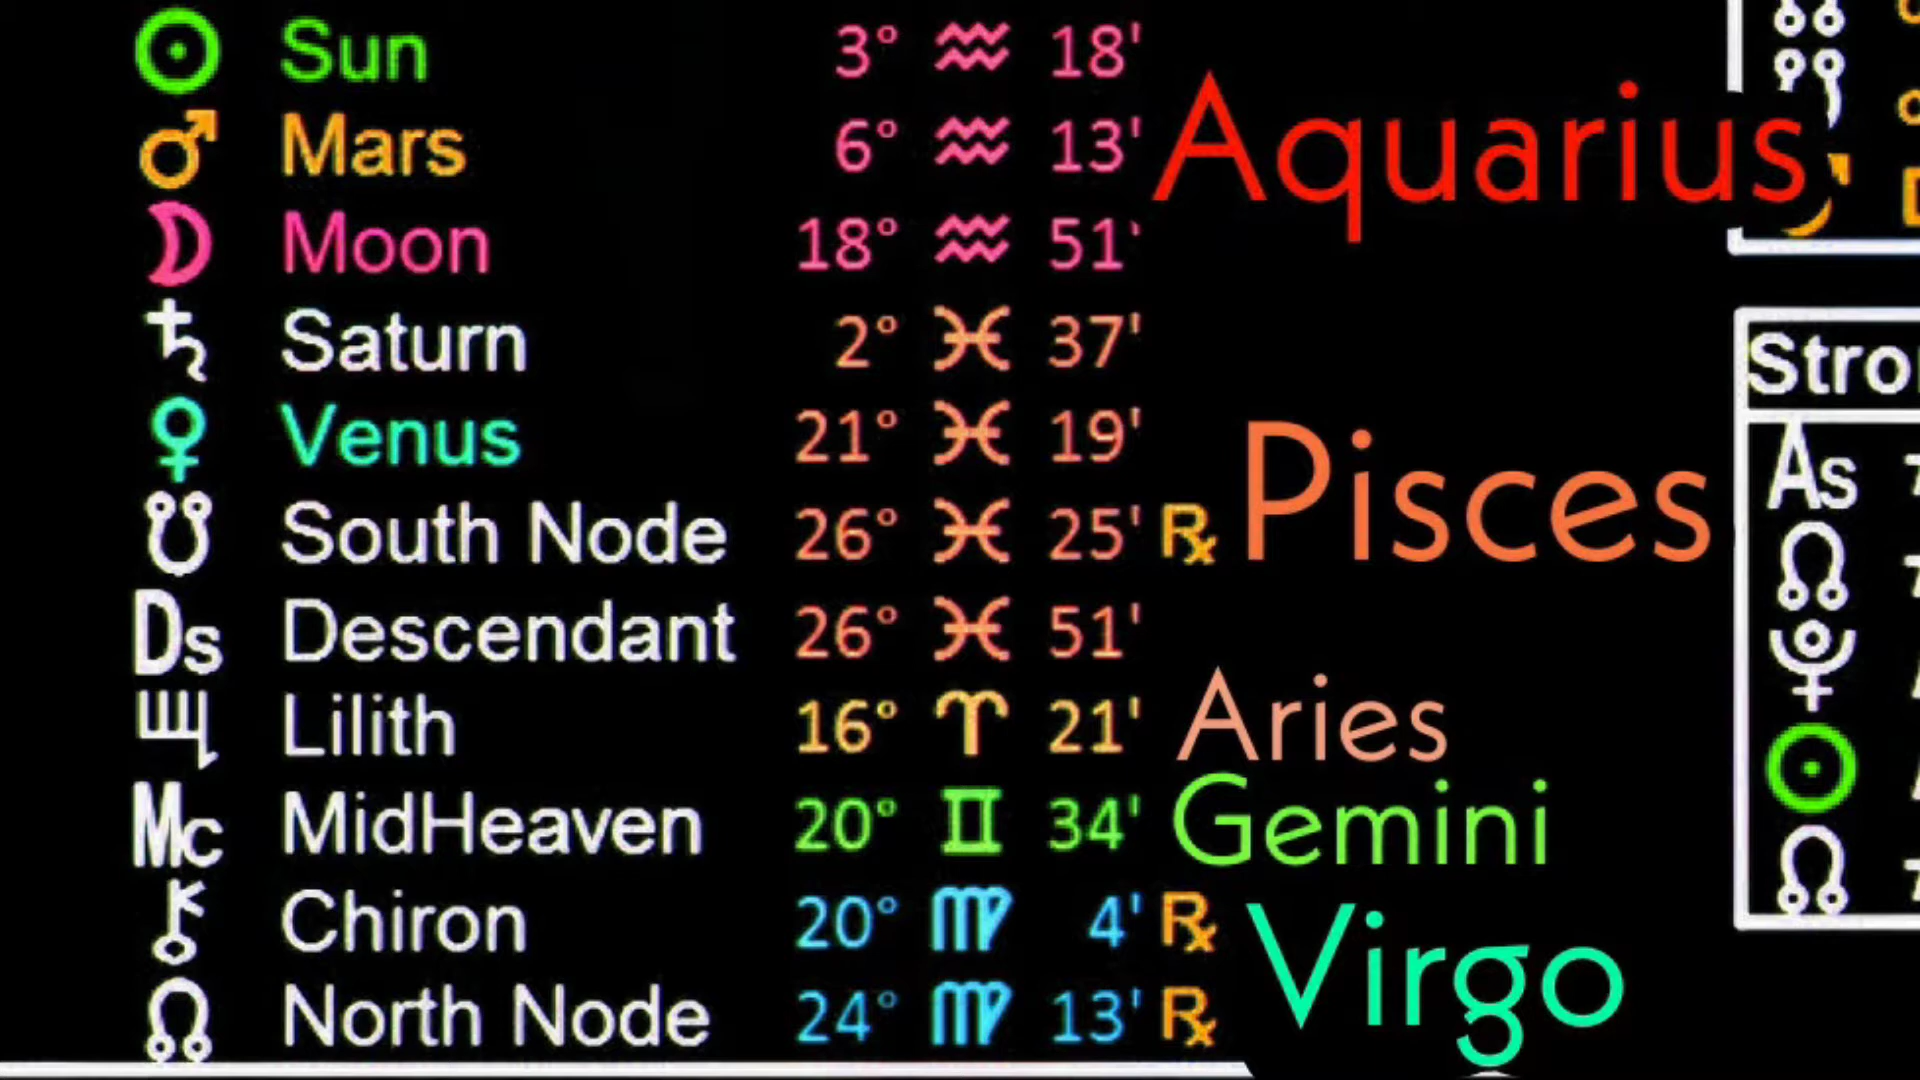 Sun 3° ♒ 18'
Mars 6° ♒ 13'
Aquarius
Moon 18° ♒ 51'
Saturn 2° ♓ 37'
Venus 21° ♓ 19'
South Node 26° ♓ 25' ℞
Pisces
Ds Descendant 26° ♓ 51'
Lilith 16° ♈ 21' Aries
Mc MidHeaven 20° ♊ 34' Gemini
Chiron 20° ♍ 4' ℞
Virgo
North Node 24° ♍ 13' ℞
Stro
As